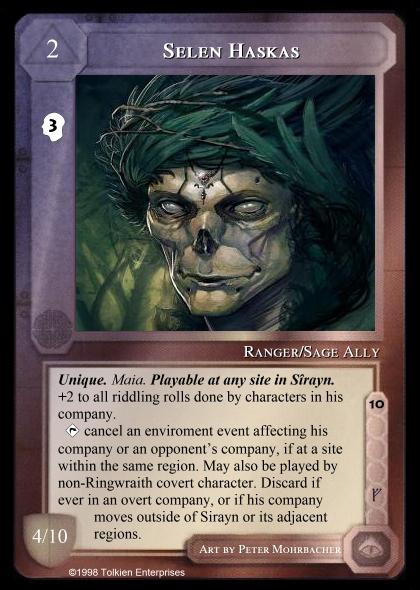 2
Selen Haskas
3
Ranger/Sage Ally
Unique. Maia. Playable at any site in Sîrayn.
+2 to all riddling rolls done by characters in his
company.
cancel an enviroment event affecting his
company or an opponent's company, if at a site
within the same region. May also be played by
non-Ringwraith covert character. Discard if
ever in an overt company, or if his company
moves outside of Sirayn or its adjacent
regions.
10
ᚠ
4/10
Art by Peter Mohrbacher
©1998 Tolkien Enterprises